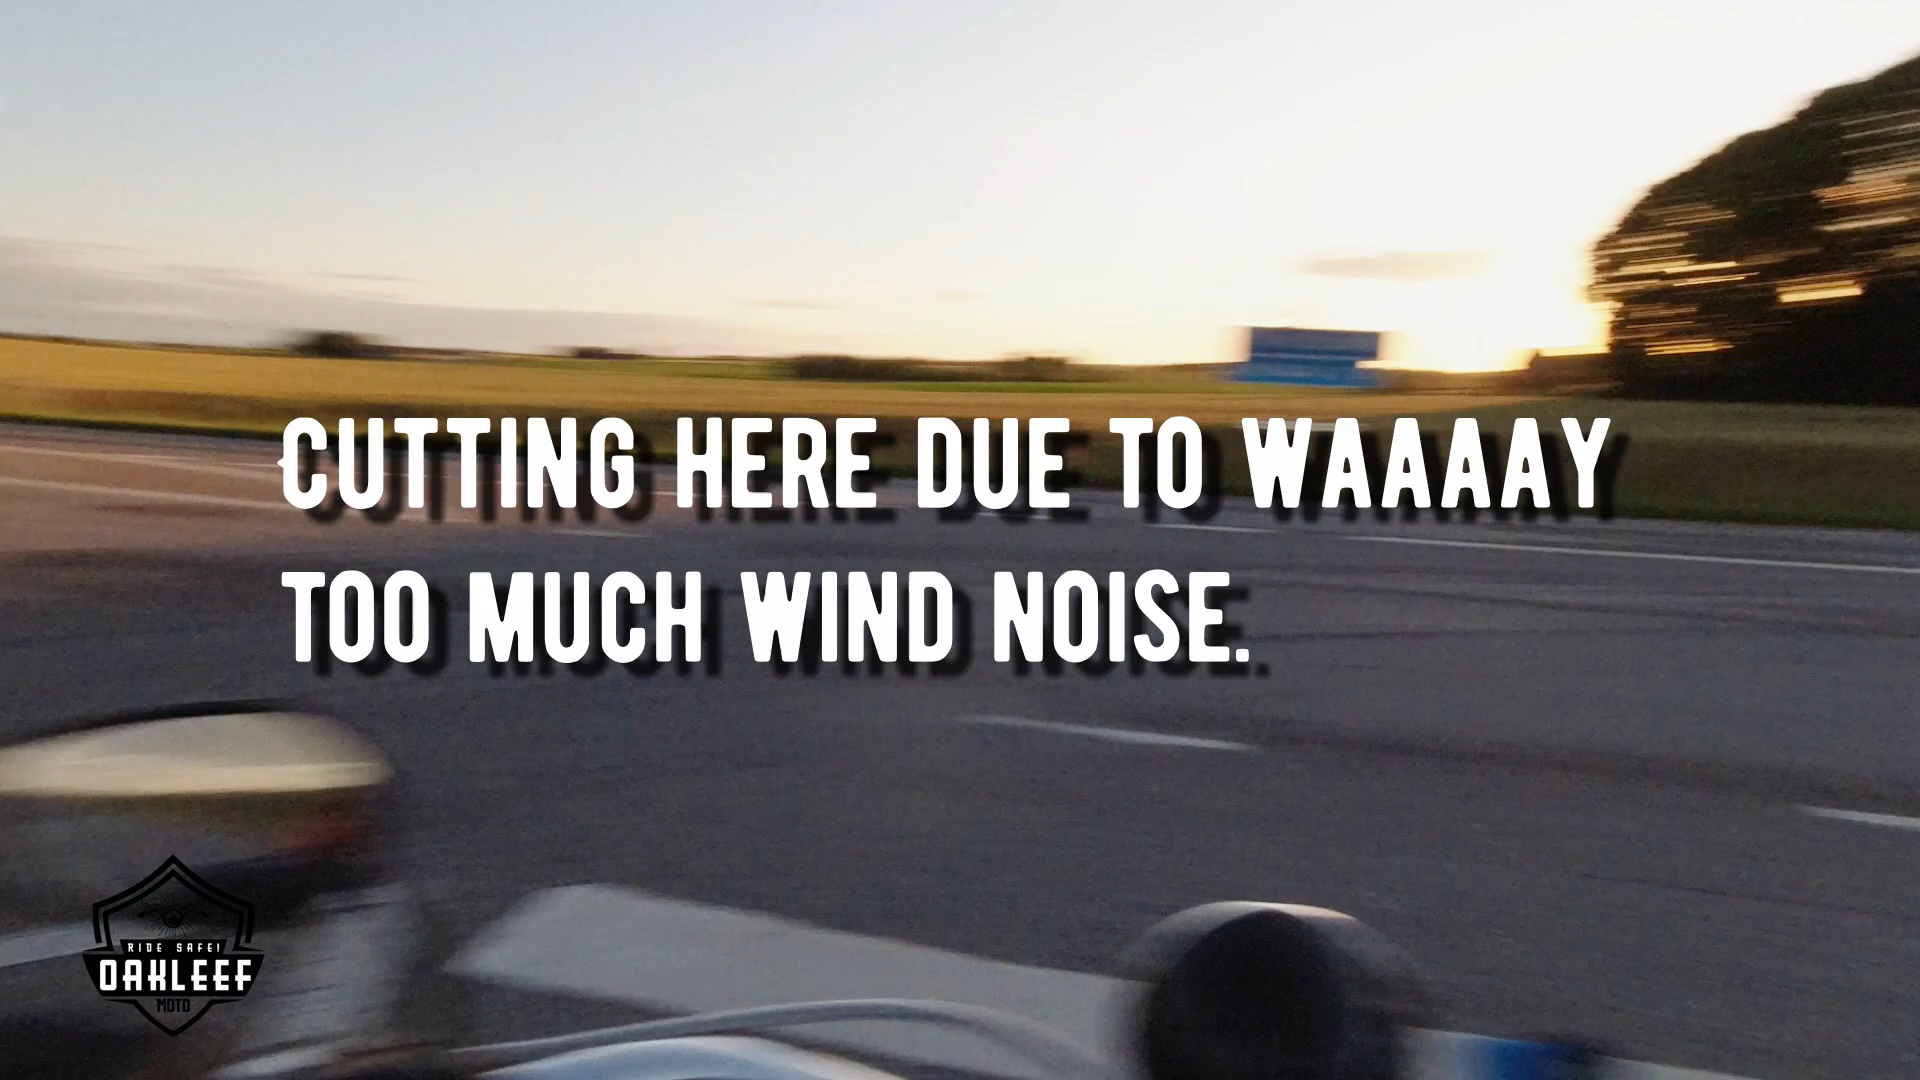 CUTTING HERE DUE TO WAAAAY
TOO MUCH WIND NOISE.
RIDE SAFE!
OAKLEEF
MOTO